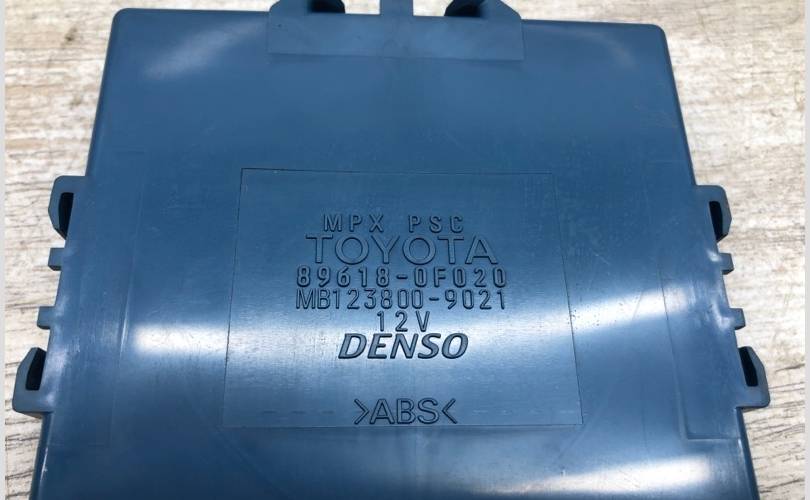 MPX PSC
TOYOTA
89618-0F020
MB123800-9021
12V
DENSO
>ABS<